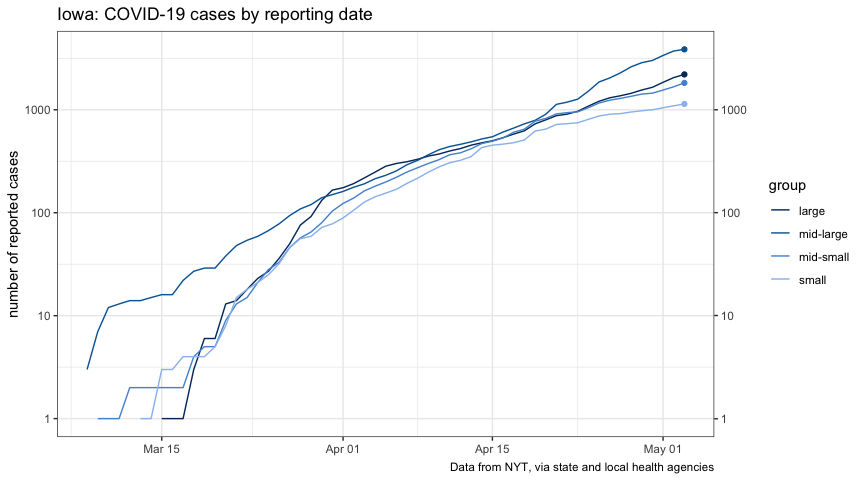 Iowa: COVID-19 cases by reporting date
number of reported cases
1000
100
10
1
1000
100
10
1
Mar 15
Apr 01
Apr 15
May 01
group
large
mid-large
mid-small
small
Data from NYT, via state and local health agencies